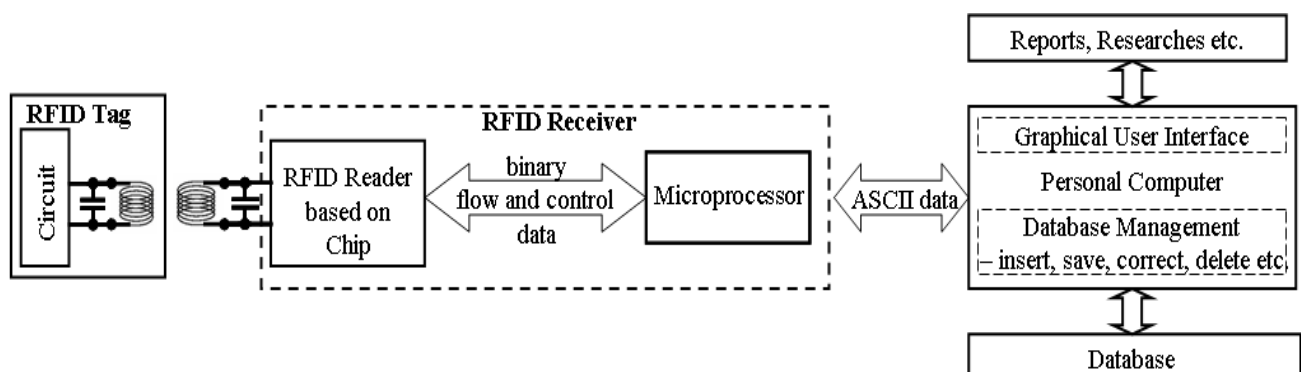 Reports, Researches etc.
RFID Tag
Circuit
RFID Receiver
RFID Reader
based on
Chip
binary
flow and control
data
Microprocessor
ASCII data
Graphical User Interface
Personal Computer
Database Management
– insert, save, correct, delete etc.
Database